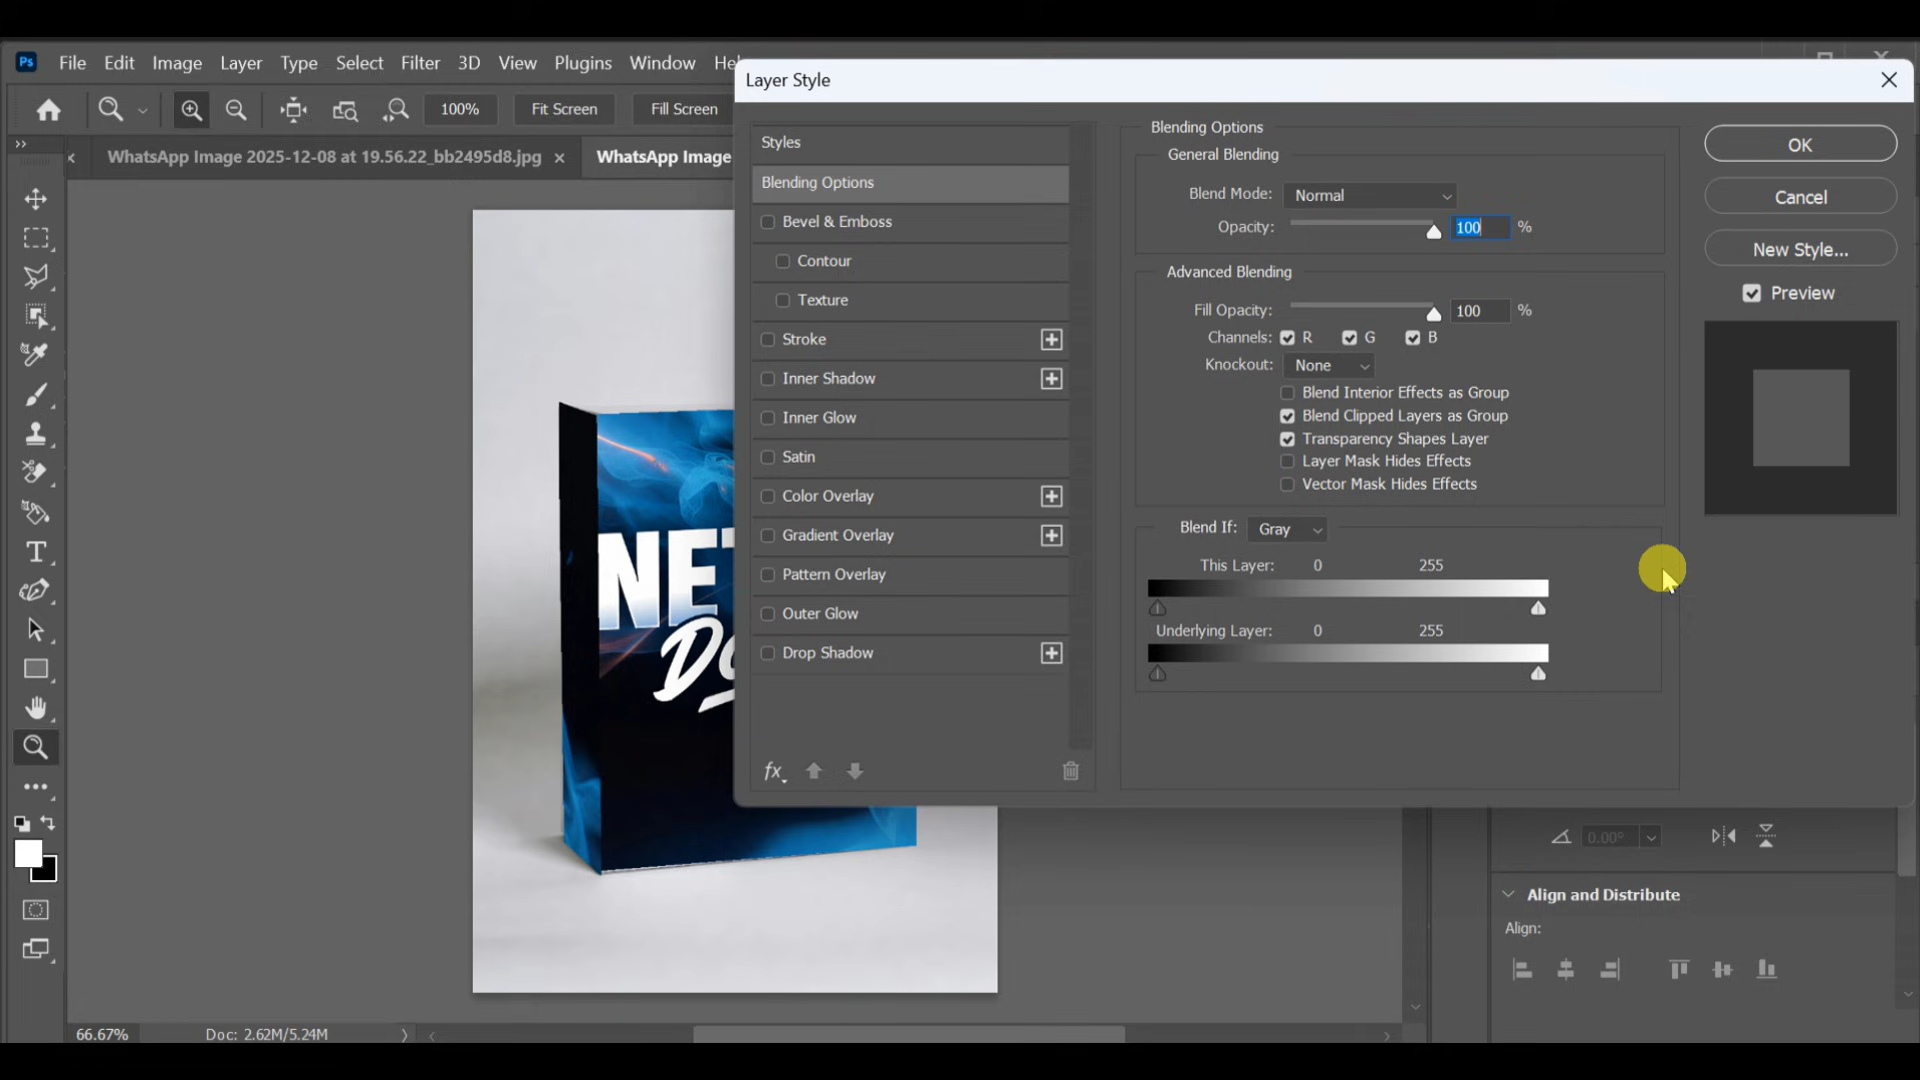 Ps File Edit Image Layer Type Select Filter 3D View Plugins Window
Layer Style
100% Fit Screen Fill Screen
WhatsApp Image 2025-12-08 at 19.56.22_bb2495d8.jpg × WhatsApp Image
Styles
Blending Options
Bevel & Emboss
Contour
Texture
Stroke
Inner Shadow
Inner Glow
Satin
Color Overlay
Gradient Overlay
Pattern Overlay
Outer Glow
Drop Shadow
fx
Blending Options
General Blending
Blend Mode: Normal
Opacity: 100 %
Advanced Blending
Fill Opacity: 100 %
Channels: R G B
Knockout: None
Blend Interior Effects as Group
Blend Clipped Layers as Group
Transparency Shapes Layer
Layer Mask Hides Effects
Vector Mask Hides Effects
Blend If: Gray
This Layer: 0 255
Underlying Layer: 0 255
OK
Cancel
New Style...
Preview
0.00°
Align and Distribute
Align:
66.67% Doc: 2.62M/5.24M